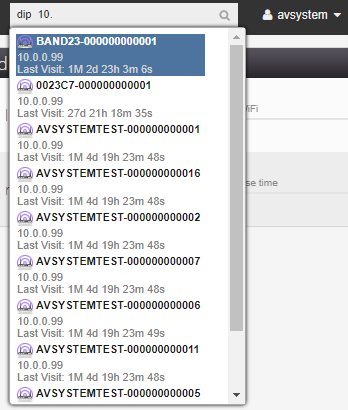 dip 10.
avsystem
BAND23-000000000001
10.0.0.99
Last Visit: 1M 2d 23h 3m 6s
0023C7-000000000001
10.0.0.99
Last Visit: 27d 21h 18m 35s
AVSYSTEMTEST-000000000001
10.0.0.99
Last Visit: 1M 4d 19h 23m 48s
AVSYSTEMTEST-000000000016
10.0.0.99
Last Visit: 1M 4d 19h 23m 48s
AVSYSTEMTEST-000000000002
10.0.0.99
Last Visit: 1M 4d 19h 23m 48s
AVSYSTEMTEST-000000000007
10.0.0.99
Last Visit: 1M 4d 19h 23m 48s
AVSYSTEMTEST-000000000006
10.0.0.99
Last Visit: 1M 4d 19h 23m 49s
AVSYSTEMTEST-000000000011
10.0.0.99
Last Visit: 1M 4d 19h 23m 48s
AVSYSTEMTEST-000000000005
iFi
se time